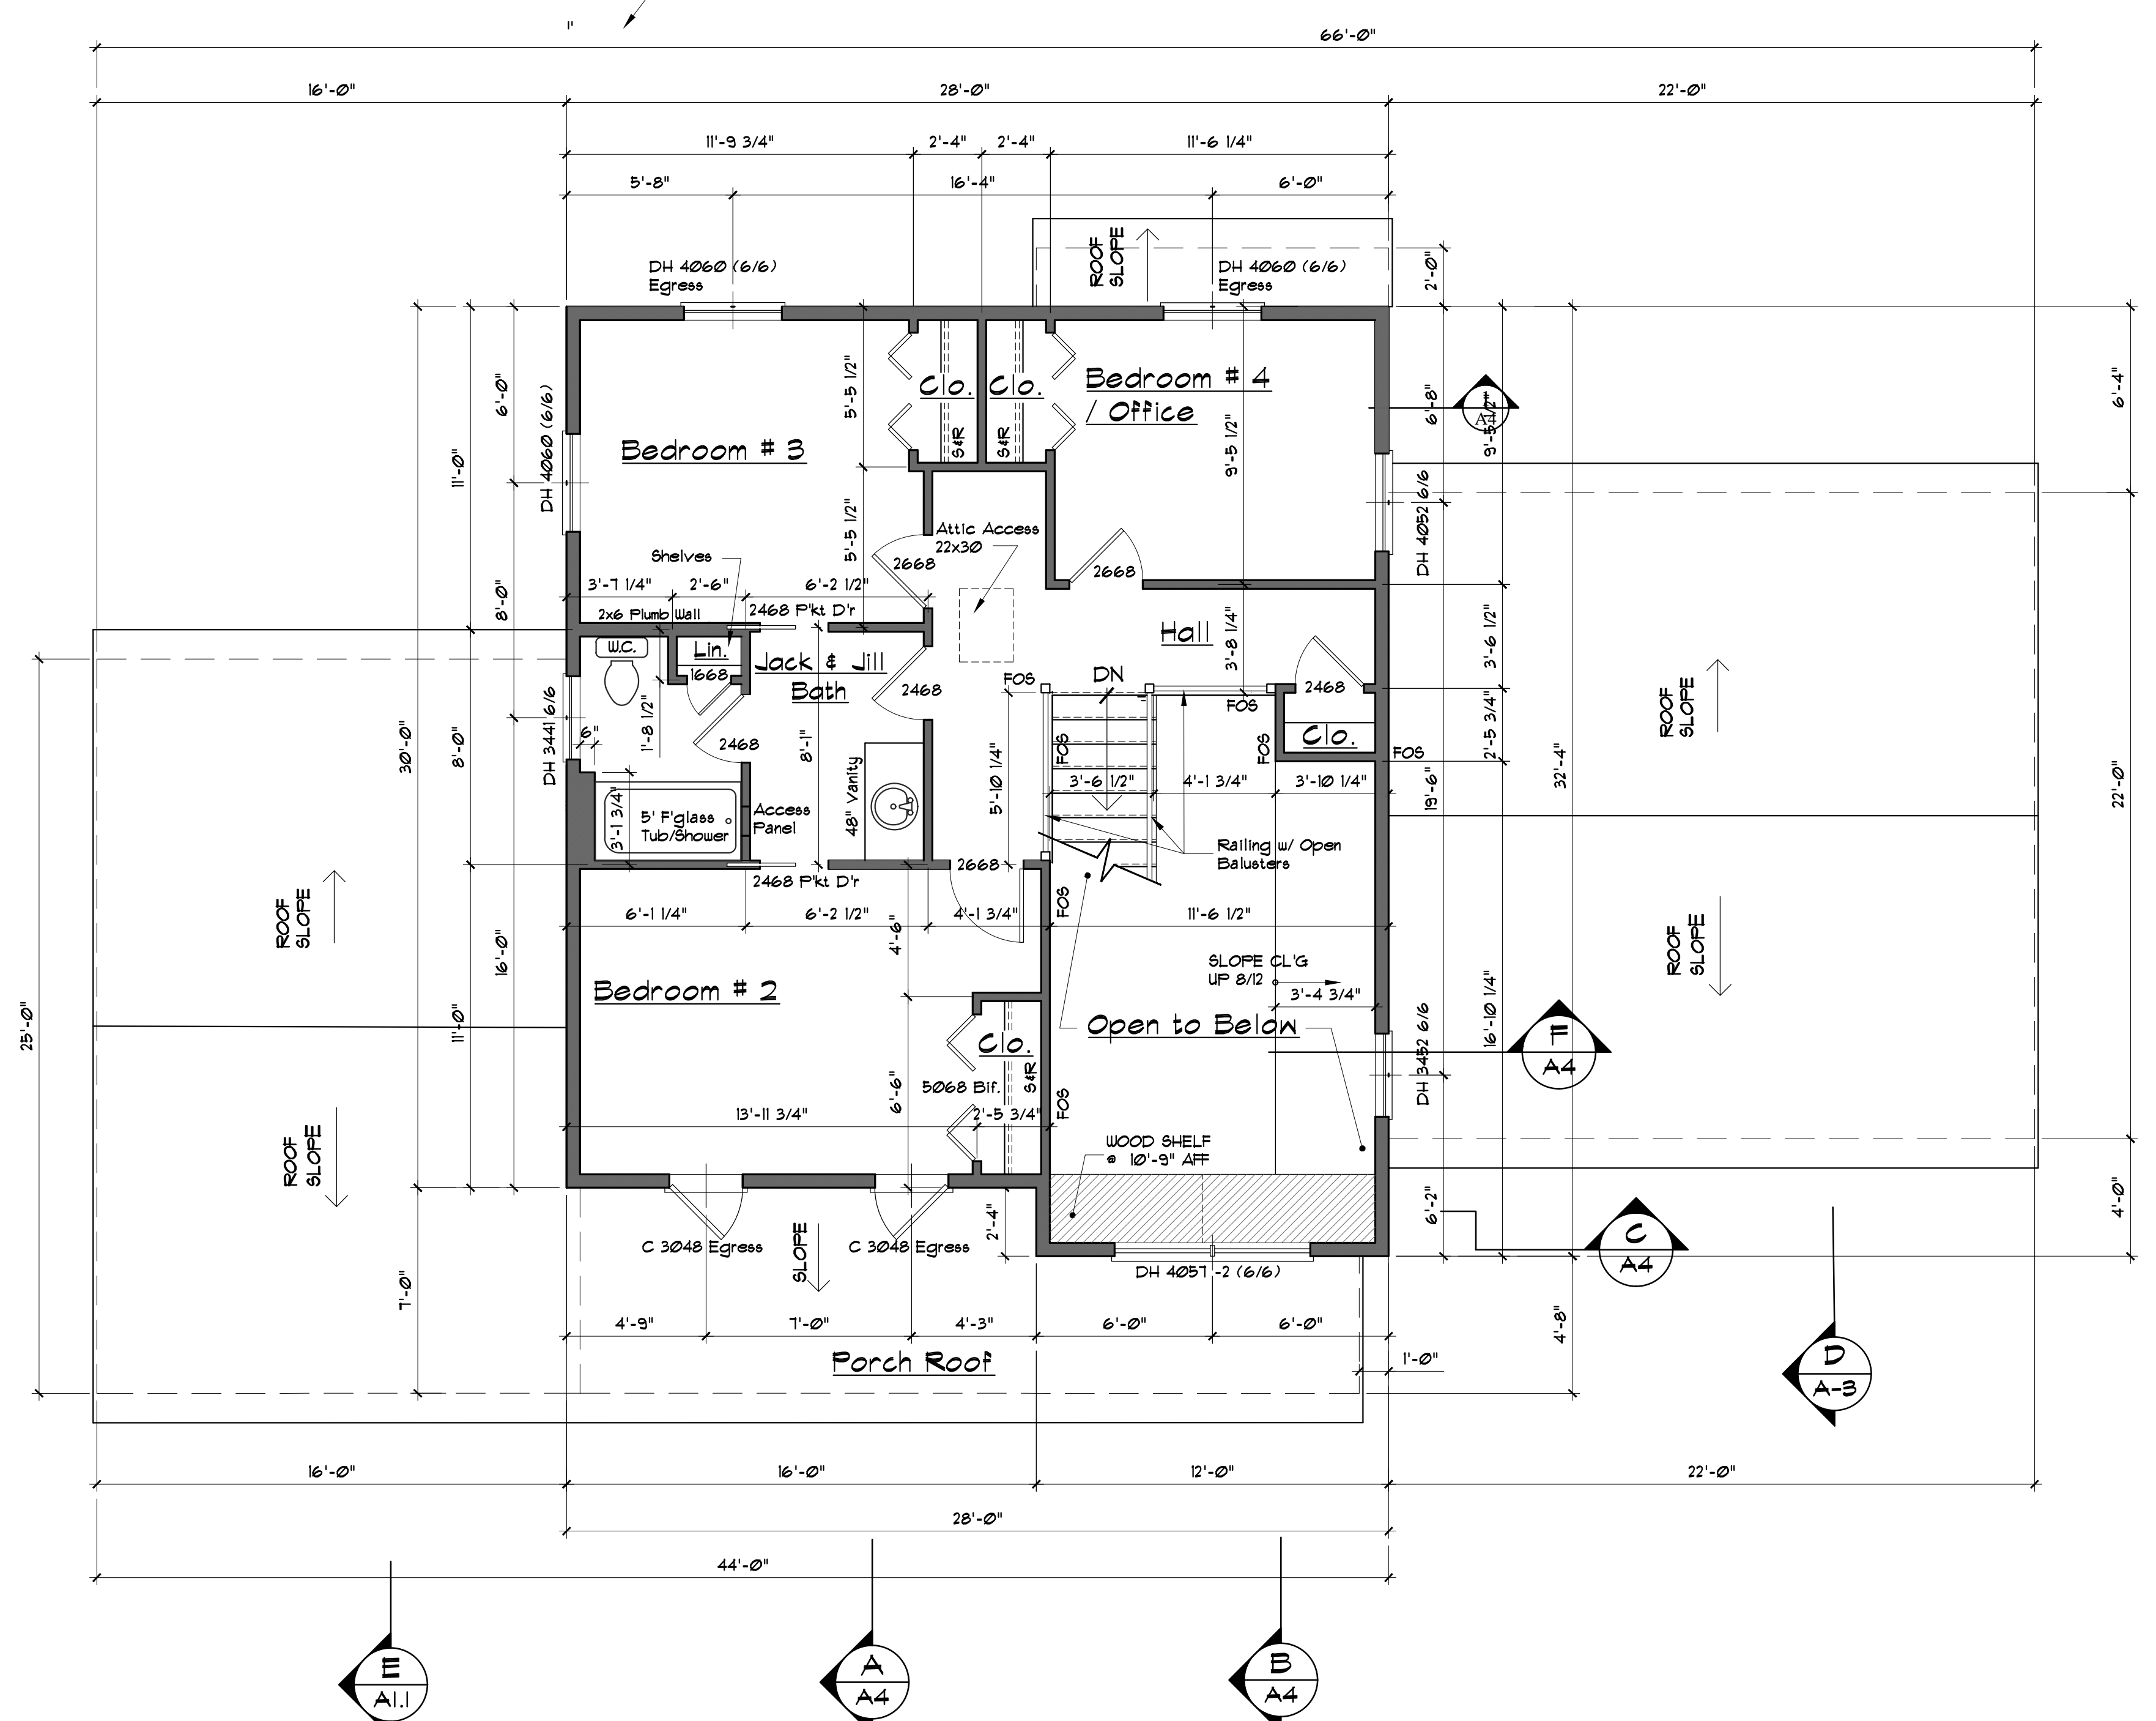 1'
66'-0"
16'-0"
28'-0"
22'-0"
11'-9 3/4"
2'-4"
2'-4"
11'-6 1/4"
5'-8"
16'-4"
6'-0"
ROOF
SLOPE
2'-0"
DH 4060 (6/6)
Egress
DH 4060 (6/6)
Egress
6'-0"
DH 4060 (6/6)
11'-0"
5'-5 1/2"
Clo.
Clo.
Bedroom # 4
/ Office
S&R
S&R
9'-5 1/2"
6'-8"
9'-5 1/2"
A4
6'-4"
Bedroom # 3
DH 4052 6/6
5'-5 1/2"
Attic Access
22x30
Shelves
2668
2668
8'-0"
3'-7 1/4"
2'-6"
6'-2 1/2"
2x6 Plumb Wall
2468 P'kt D'r
W.C.
Lin.
1668
Jack & Jill
Bath
2468
Hall
3'-8 1/4"
3'-6 1/2"
FOS
DN
FOS
2468
ROOF
SLOPE
30'-0"
8'-0"
DH 3441 6/6
6"
1'-8 1/2"
2468
8'-1"
Clo.
FOS
FOS
FOS
2'-5 3/4"
32'-4"
22'-0"
19'-6"
3'-1 3/4"
5' F'glass
Tub/Shower
Access
Panel
48" Vanity
5'-10 1/4"
3'-6 1/2"
4'-1 3/4"
3'-10 1/4"
Railing w/ Open
Balusters
2668
2468 P'kt D'r
ROOF
SLOPE
16'-0"
6'-1 1/4"
6'-2 1/2"
4'-1 3/4"
4'-6"
FOS
11'-6 1/2"
ROOF
SLOPE
25'-0"
11'-0"
Bedroom # 2
SLOPE CL'G
UP 8/12
3'-4 3/4"
16'-10 1/4"
Open to Below
F
A4
Clo.
S&R
5068 Bif.
6'-6"
DH 3452 6/6
13'-11 3/4"
2'-5 3/4"
FOS
ROOF
SLOPE
WOOD SHELF
@ 10'-9" AFF
2'-4"
6'-2"
4'-0"
C
A4
C 3048 Egress
C 3048 Egress
SLOPE
DH 4057 -2 (6/6)
7'-0"
4'-9"
7'-0"
4'-3"
6'-0"
6'-0"
4'-8"
Porch Roof
1'-0"
D
A-3
16'-0"
16'-0"
12'-0"
22'-0"
28'-0"
44'-0"
E
A1.1
A
A4
B
A4